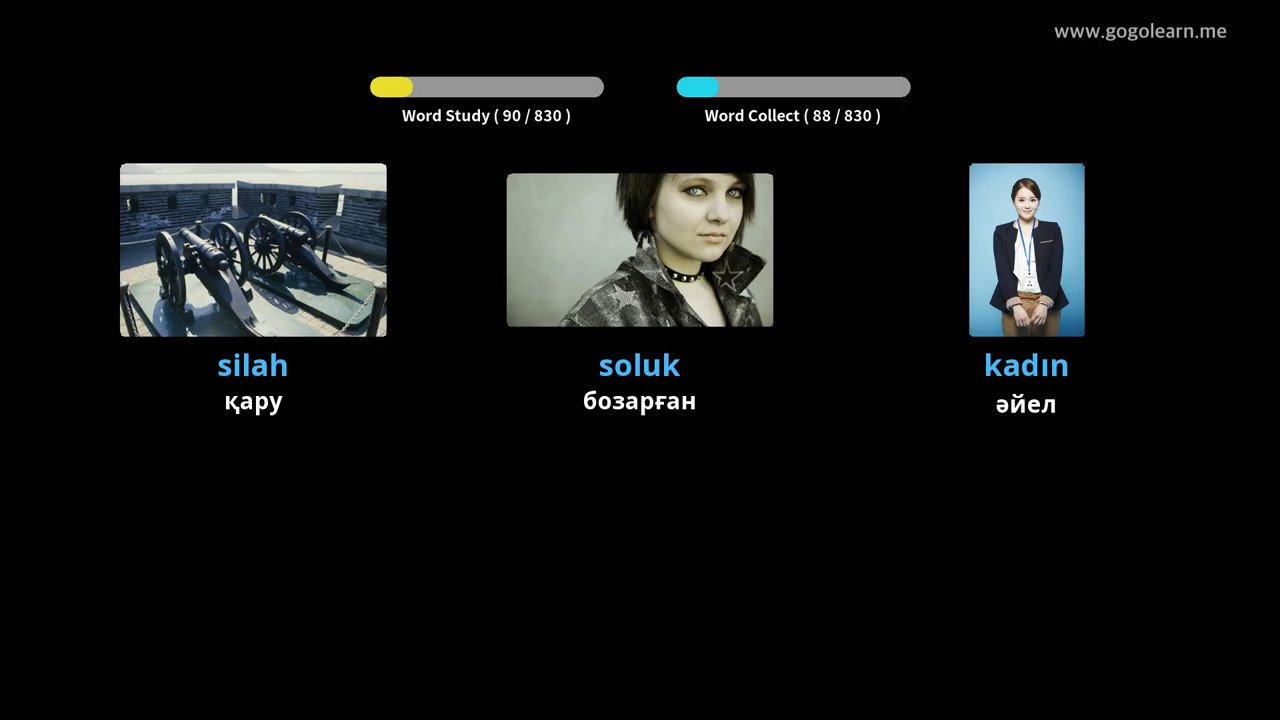 www.gogolearn.me
Word Study ( 90 / 830 )
Word Collect ( 88 / 830 )
silah
soluk
kadın
қару
бозарған
әйел